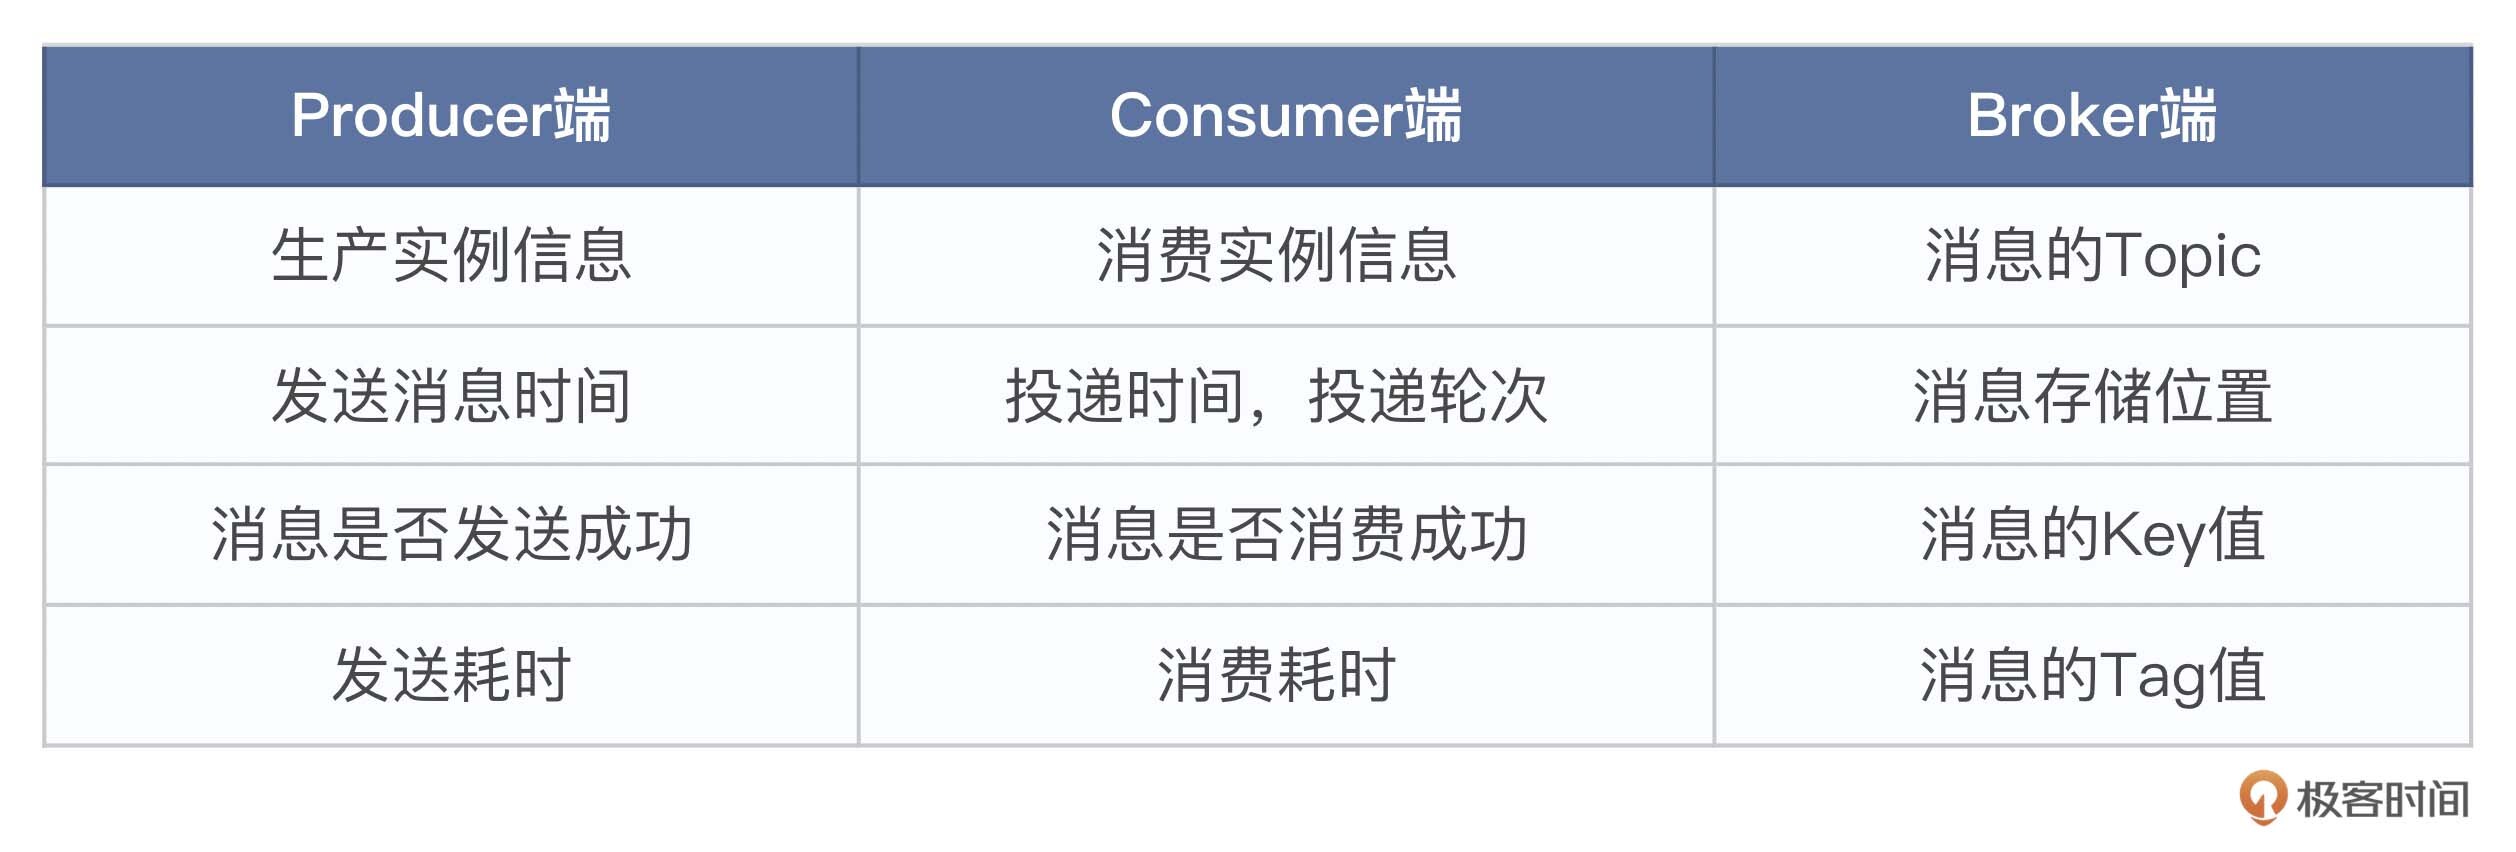 Producer端 Consumer端 Broker端
生产实例信息 消费实例信息 消息的Topic
发送消息时间 投递时间，投递轮次 消息存储位置
消息是否发送成功 消息是否消费成功 消息的Key值
发送耗时 消费耗时 消息的Tag值
极客时间